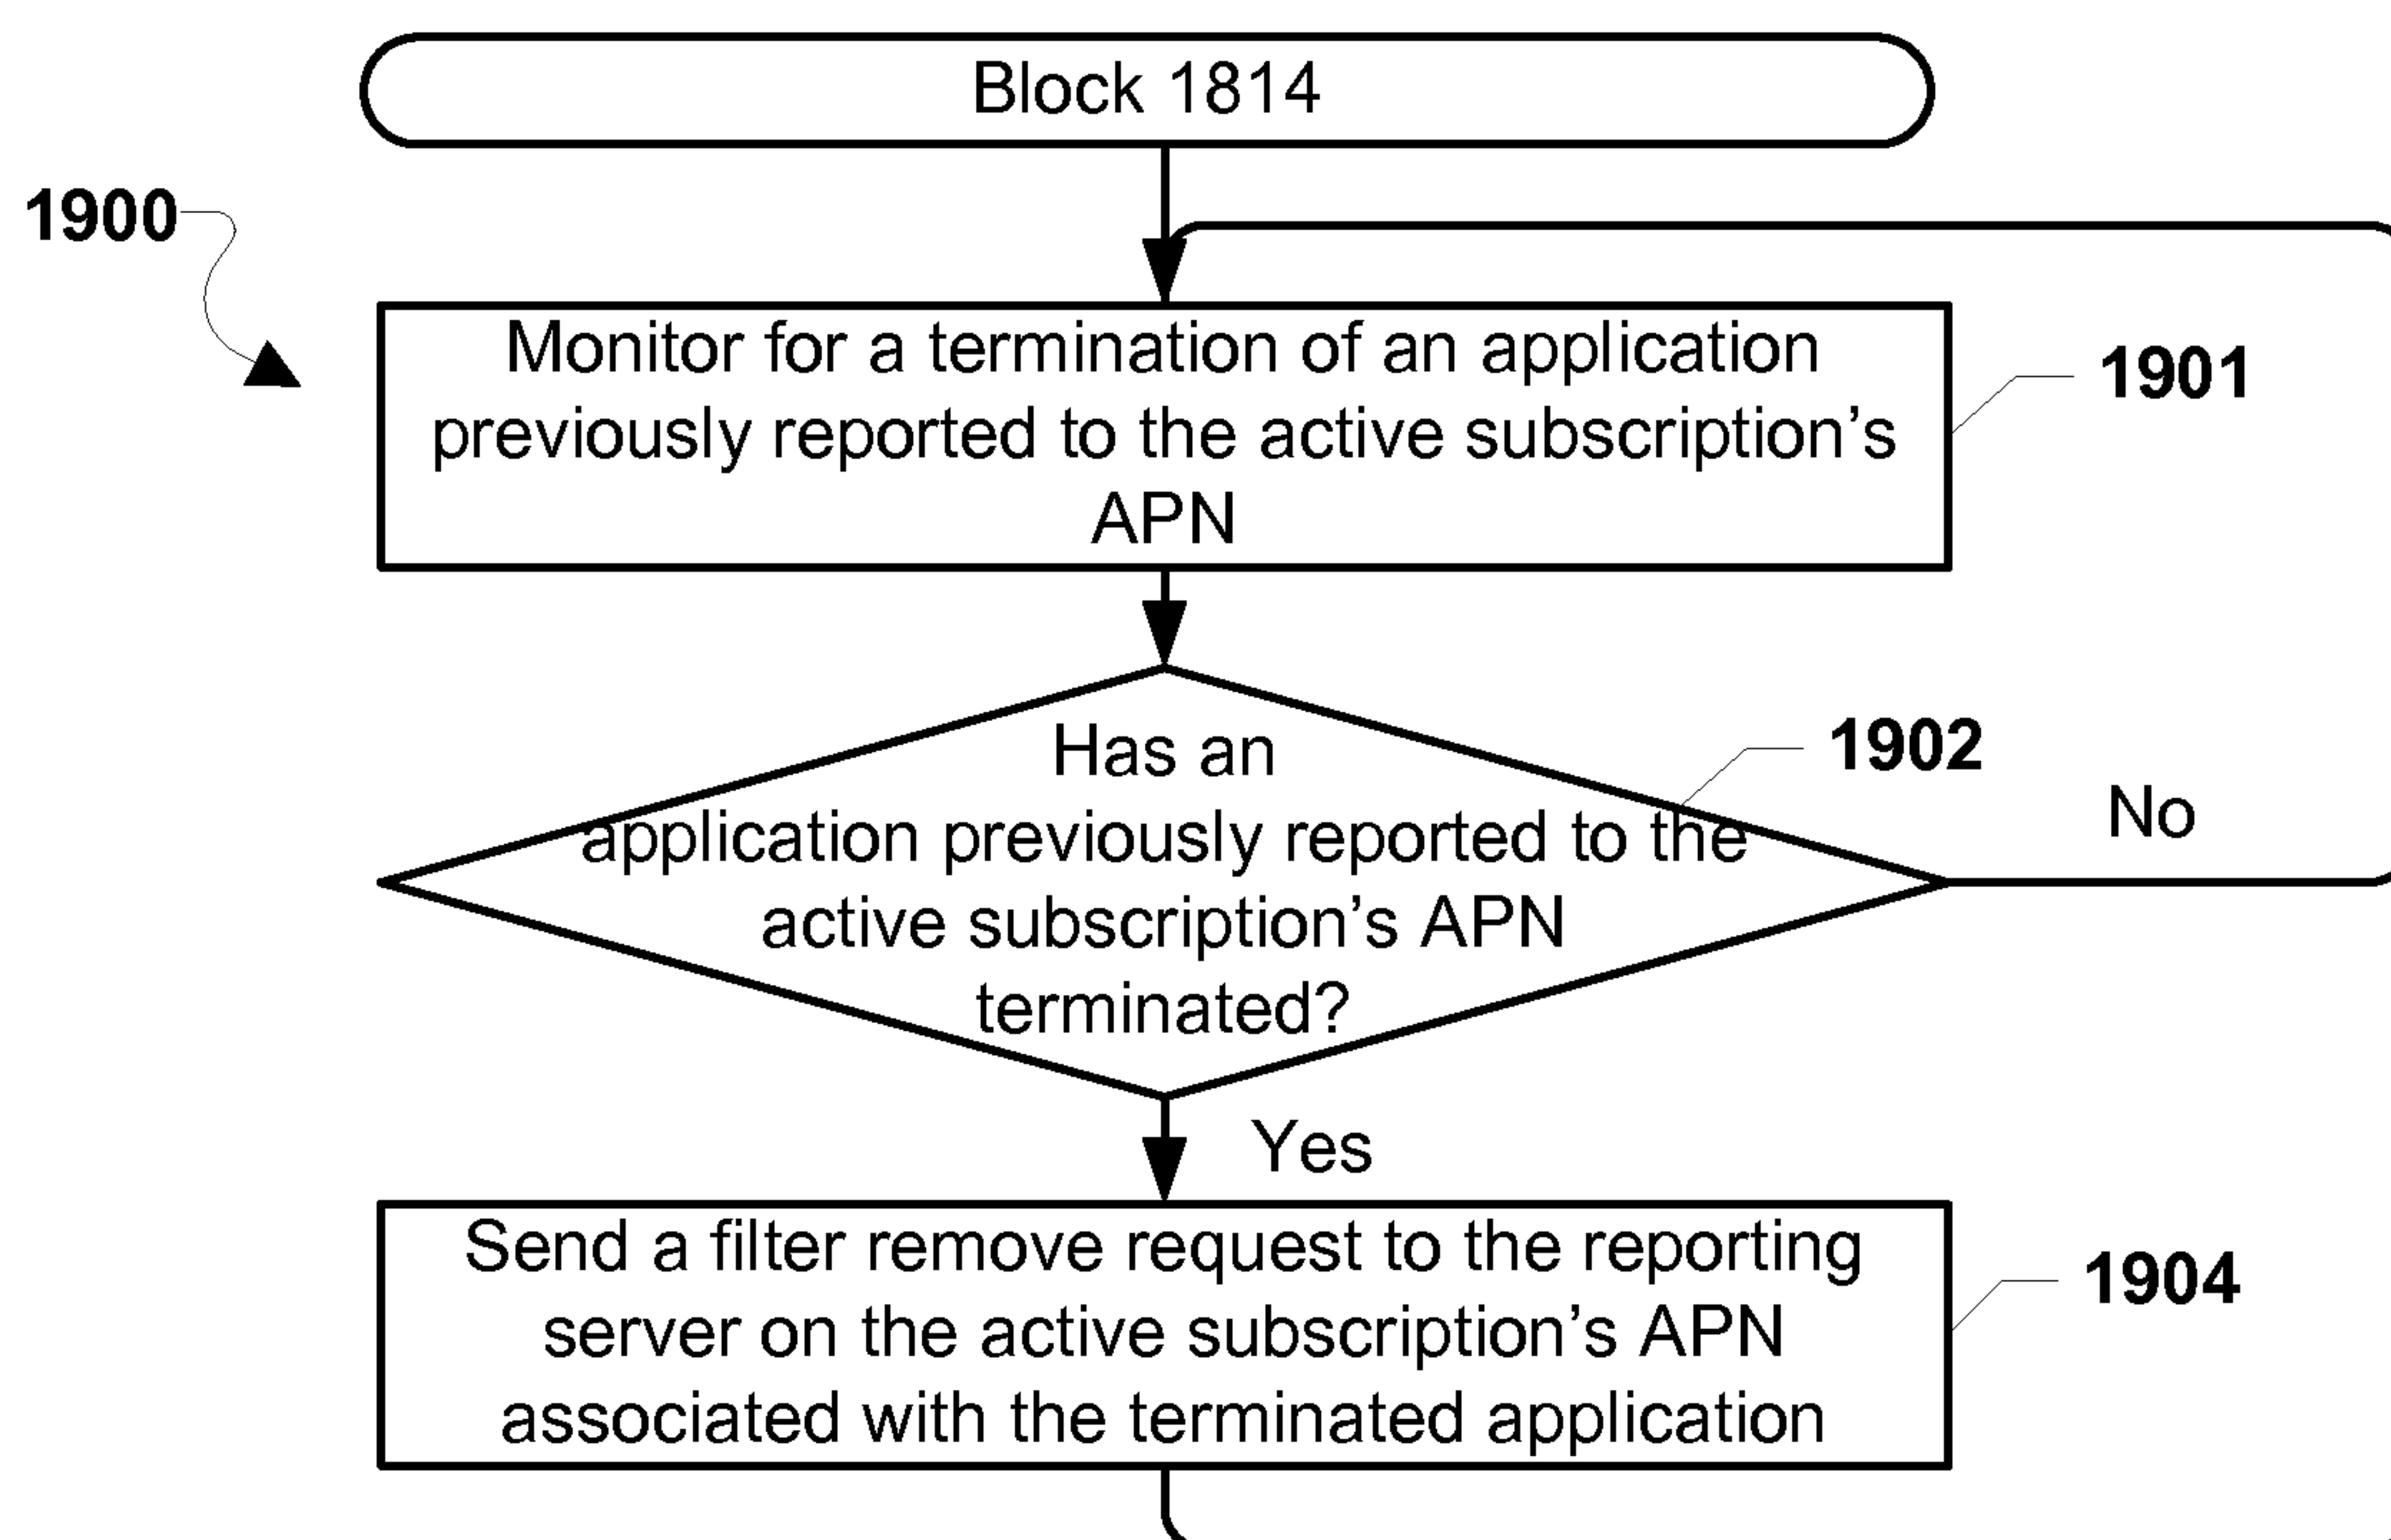 Block 1814
1900
Monitor for a termination of an application
previously reported to the active subscription’s
APN
1901
Has an
application previously reported to the
active subscription’s APN
terminated?
1902
No
Yes
Send a filter remove request to the reporting
server on the active subscription’s APN
associated with the terminated application
1904